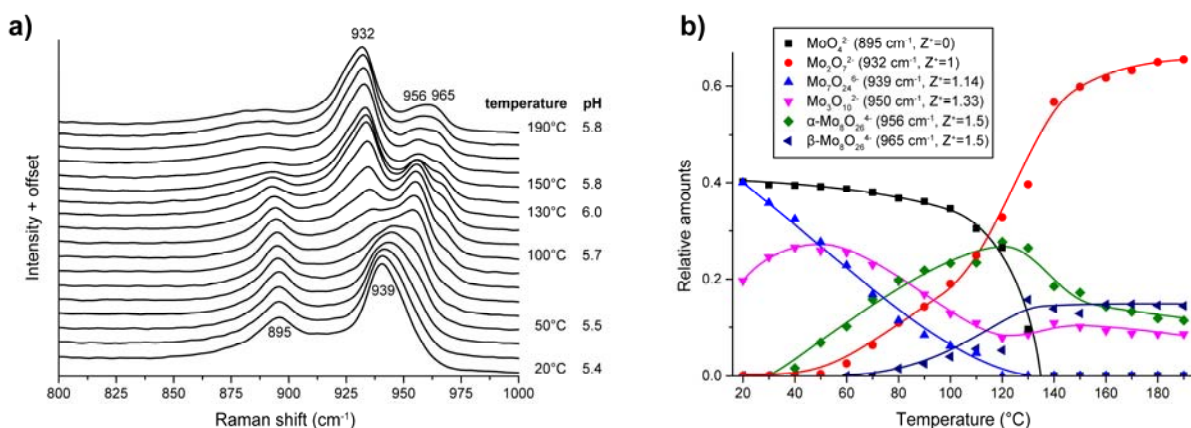 a)
932
956 965
temperature pH
190°C 5.8
150°C 5.8
130°C 6.0
100°C 5.7
939
50°C 5.5
895
20°C 5.4
Intensity + offset
800 825 850 875 900 925 950 975 1000
Raman shift (cm⁻¹)
b)
MoO₄²⁻ (895 cm⁻¹, Z⁺=0)
Mo₂O₇²⁻ (932 cm⁻¹, Z⁺=1)
Mo₇O₂₄⁶⁻ (939 cm⁻¹, Z⁺=1.14)
Mo₃O₁₀²⁻ (950 cm⁻¹, Z⁺=1.33)
α-Mo₈O₂₆⁴⁻ (956 cm⁻¹, Z⁺=1.5)
β-Mo₈O₂₆⁴⁻ (965 cm⁻¹, Z⁺=1.5)
0.6
0.4
0.2
0.0
Relative amounts
20 40 60 80 100 120 140 160 180
Temperature (°C)